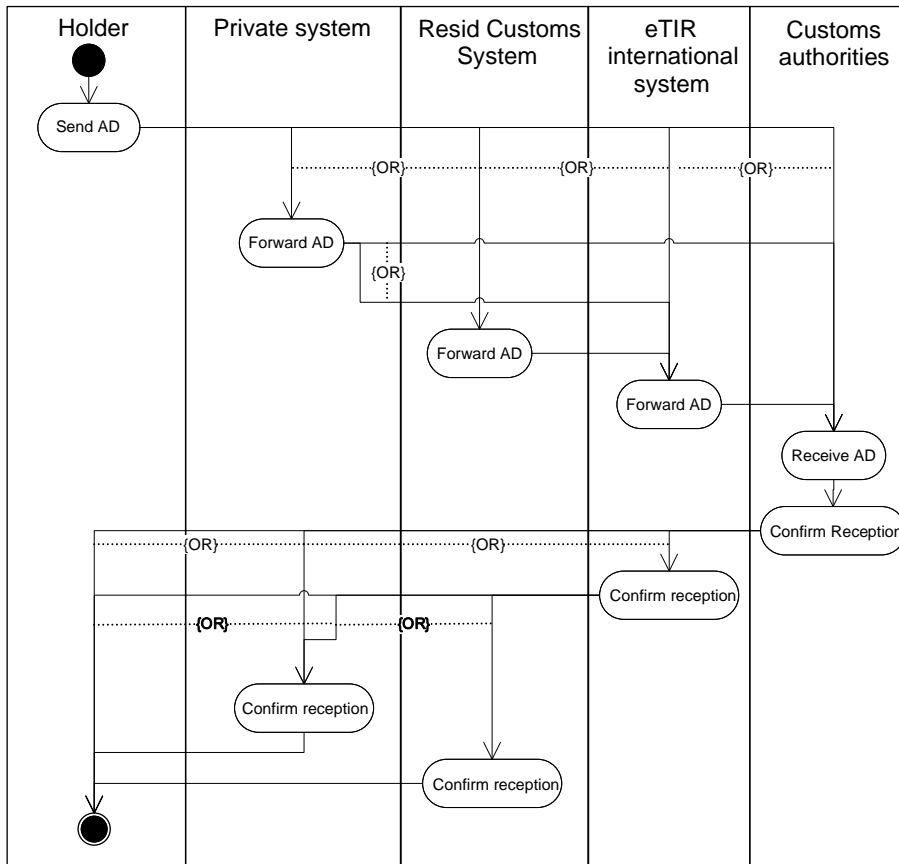 Holder
Private system
Resid Customs
System
eTIR
international
system
Customs
authorities
Send AD
{OR}
{OR}
{OR}
Forward AD
{OR}
Forward AD
Forward AD
Receive AD
Confirm Reception
{OR}
{OR}
Confirm reception
{OR}
{OR}
Confirm reception
Confirm reception